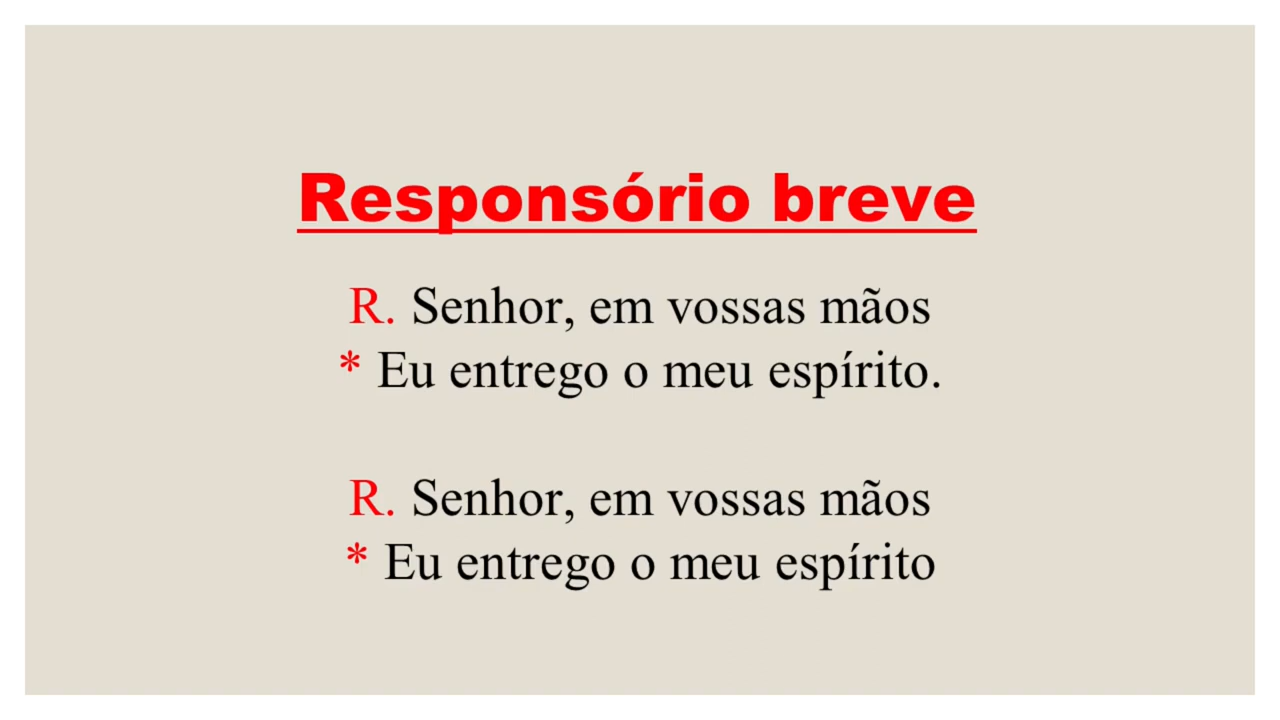 Responsório breve
R. Senhor, em vossas mãos
* Eu entrego o meu espírito.
R. Senhor, em vossas mãos
* Eu entrego o meu espírito